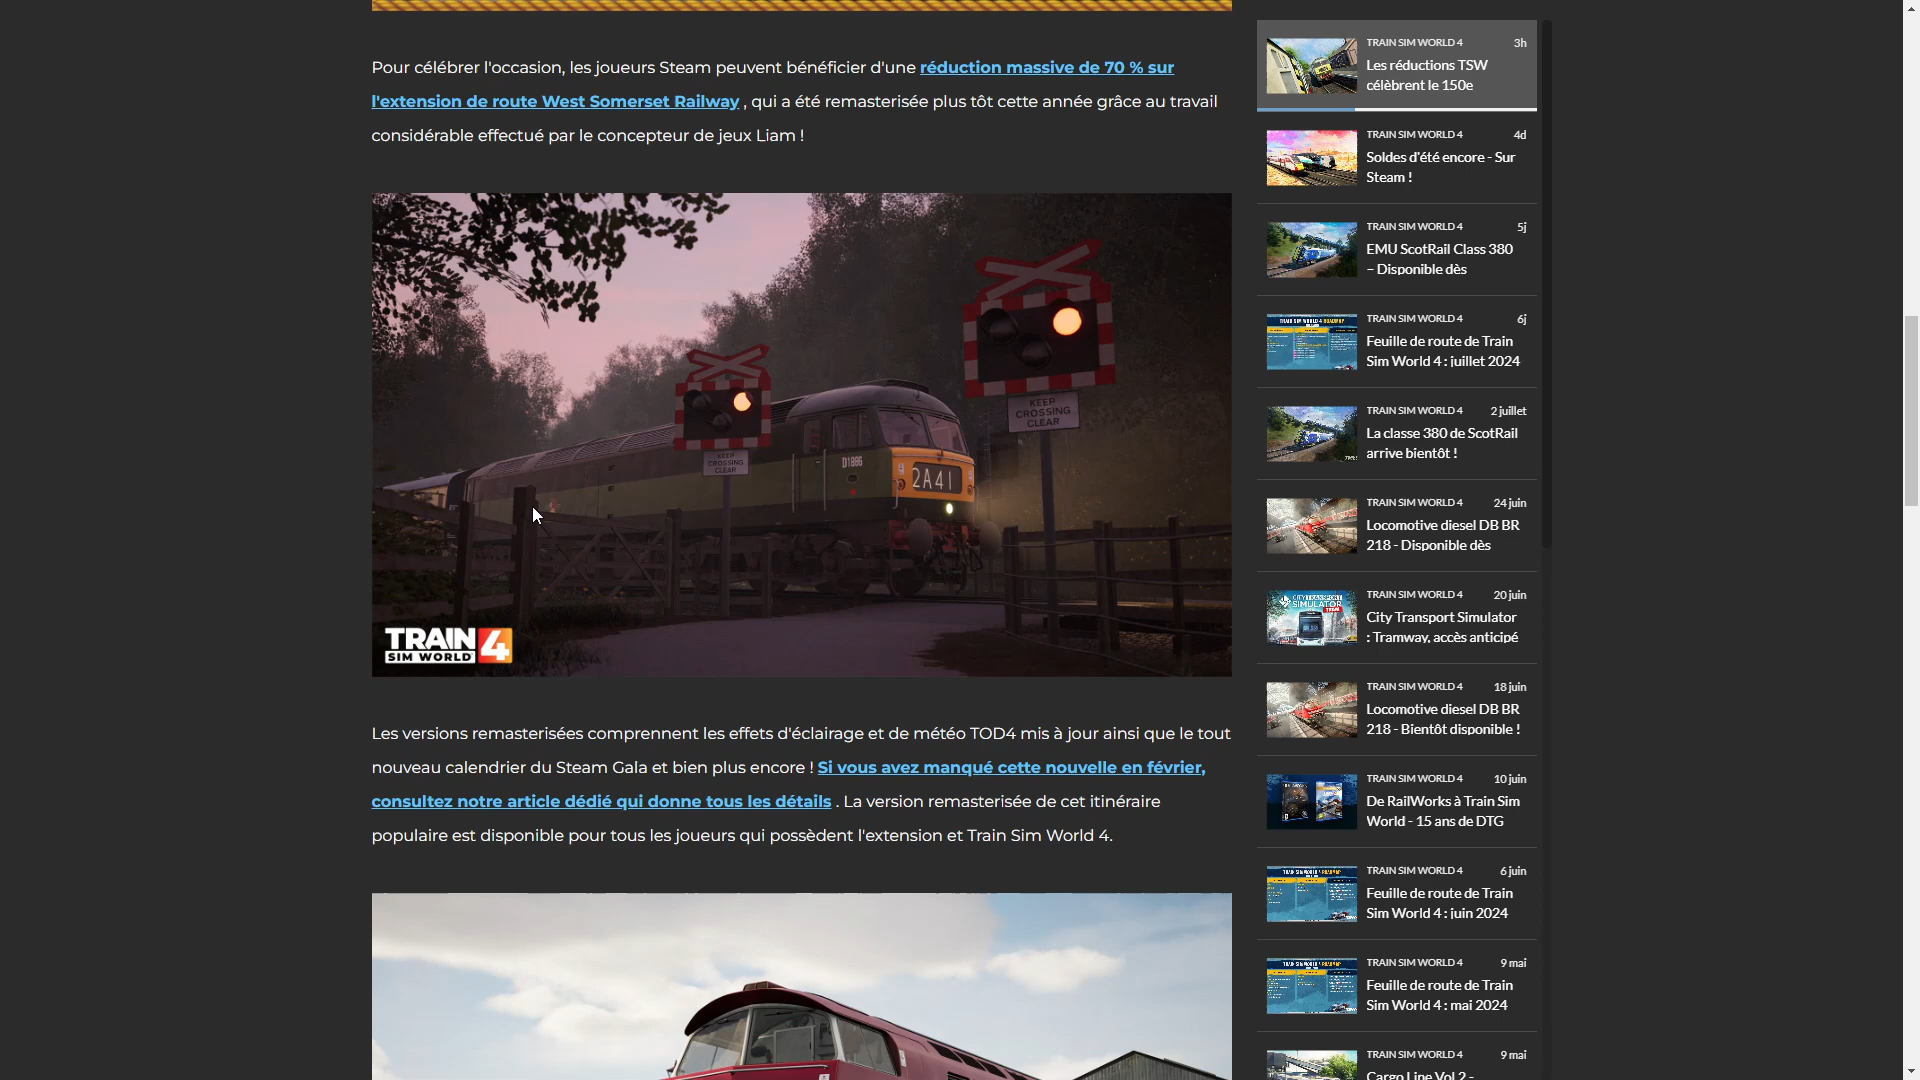 Pour célébrer l'occasion, les joueurs Steam peuvent bénéficier d'une réduction massive de 70 % sur
l'extension de route West Somerset Railway , qui a été remasterisée plus tôt cette année grâce au travail
considérable effectué par le concepteur de jeux Liam !
KEEP
CROSSING
CLEAR
KEEP
CROSSING
CLEAR
D1886
2A41
TRAIN
SIM WORLD 4
Les versions remasterisées comprennent les effets d'éclairage et de météo TOD4 mis à jour ainsi que le tout
nouveau calendrier du Steam Gala et bien plus encore ! Si vous avez manqué cette nouvelle en février,
consultez notre article dédié qui donne tous les détails . La version remasterisée de cet itinéraire
populaire est disponible pour tous les joueurs qui possèdent l'extension et Train Sim World 4.
TRAIN SIM WORLD 4 3h
Les réductions TSW
célèbrent le 150e
TRAIN SIM WORLD 4 4d
Soldes d'été encore - Sur
Steam !
TRAIN SIM WORLD 4 5j
EMU ScotRail Class 380
– Disponible dès
TRAIN SIM WORLD 4 6j
Feuille de route de Train
Sim World 4 : juillet 2024
TRAIN SIM WORLD 4 2 juillet
La classe 380 de ScotRail
arrive bientôt !
TRAIN SIM WORLD 4 24 juin
Locomotive diesel DB BR
218 - Disponible dès
TRAIN SIM WORLD 4 20 juin
City Transport Simulator
: Tramway, accès anticipé
CITY TRANSPORT
SIMULATOR
TRAM
TRAIN SIM WORLD 4 18 juin
Locomotive diesel DB BR
218 - Bientôt disponible !
TRAIN SIM WORLD 4 10 juin
De RailWorks à Train Sim
World - 15 ans de DTG
TRAIN SIM WORLD 4 6 juin
Feuille de route de Train
Sim World 4 : juin 2024
TRAIN SIM WORLD 4 9 mai
Feuille de route de Train
Sim World 4 : mai 2024
TRAIN SIM WORLD 4 9 mai
Cargo Line Vol 2 -